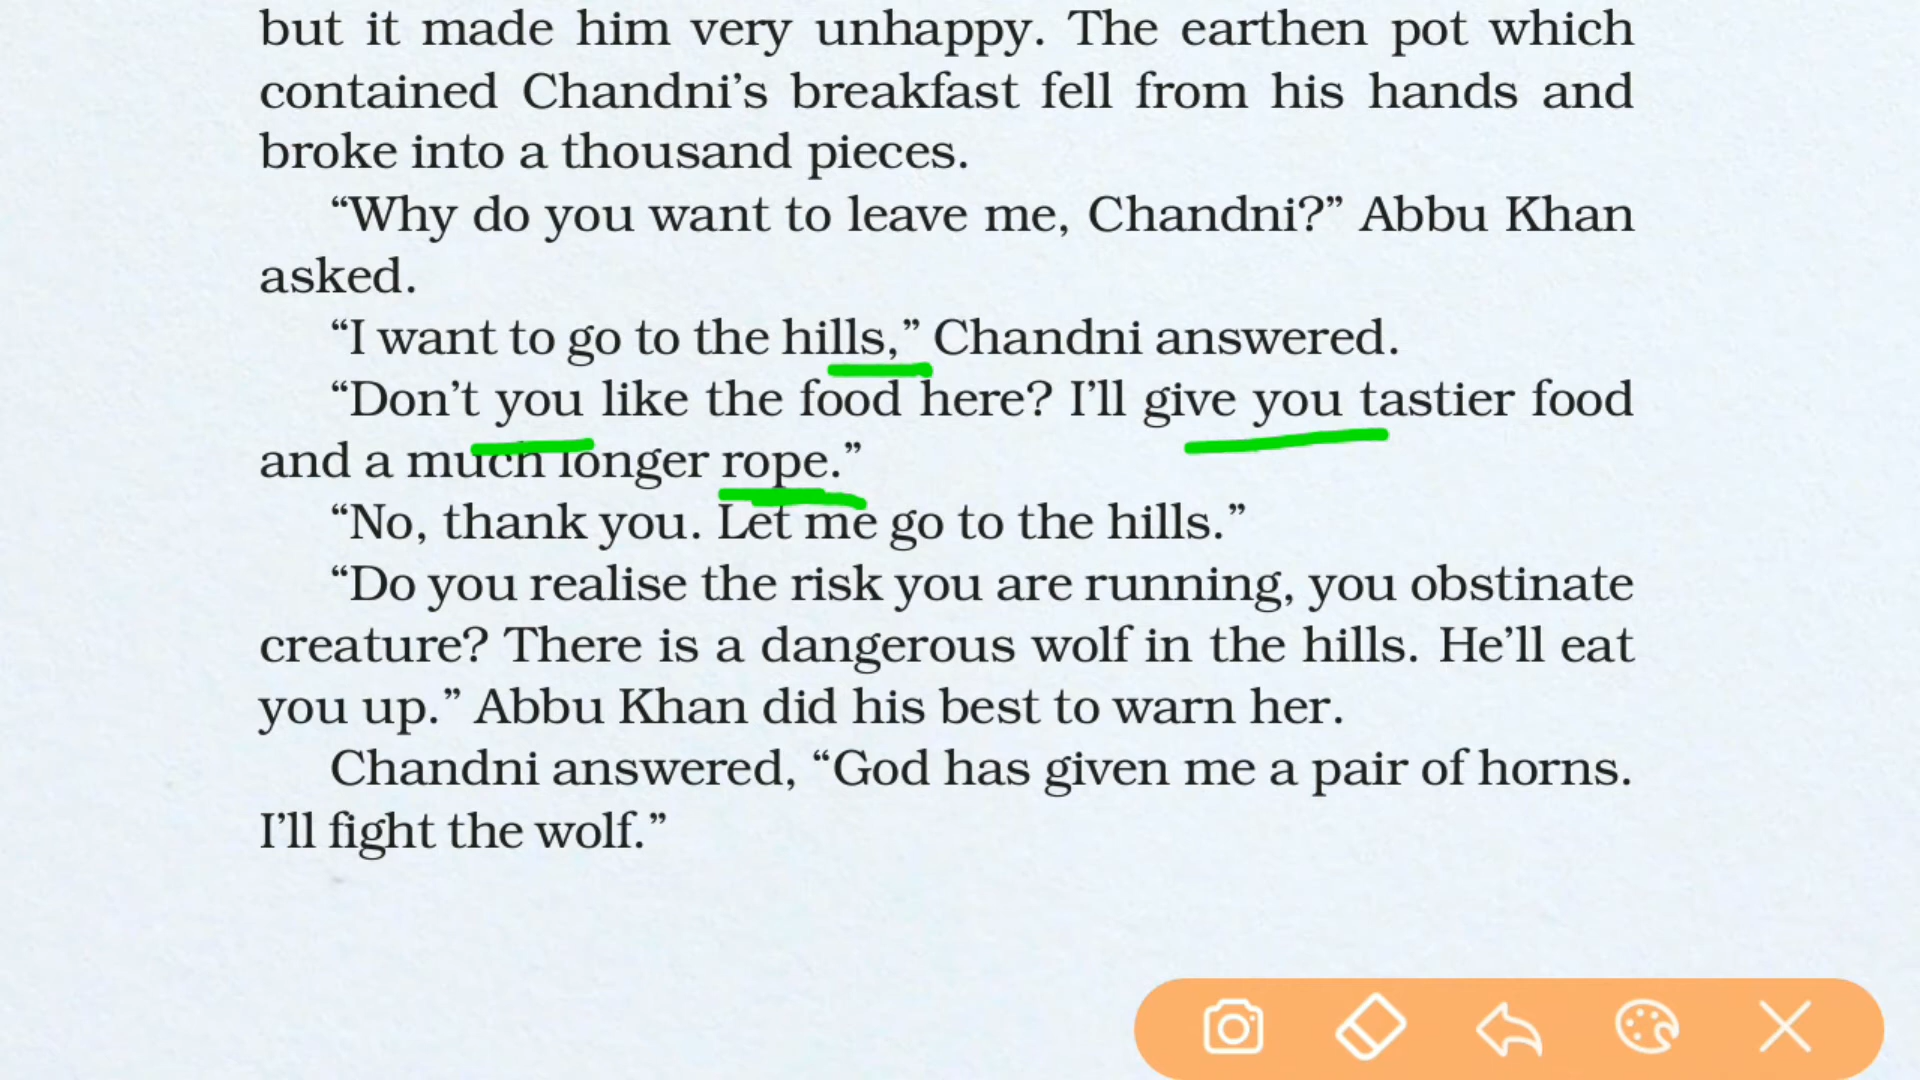 but it made him very unhappy. The earthen pot which
contained Chandni’s breakfast fell from his hands and
broke into a thousand pieces.
“Why do you want to leave me, Chandni?” Abbu Khan
asked.
“I want to go to the hills,” Chandni answered.
“Don’t you like the food here? I’ll give you tastier food
and a much longer rope.”
“No, thank you. Let me go to the hills.”
“Do you realise the risk you are running, you obstinate
creature? There is a dangerous wolf in the hills. He’ll eat
you up.” Abbu Khan did his best to warn her.
Chandni answered, “God has given me a pair of horns.
I’ll fight the wolf.”